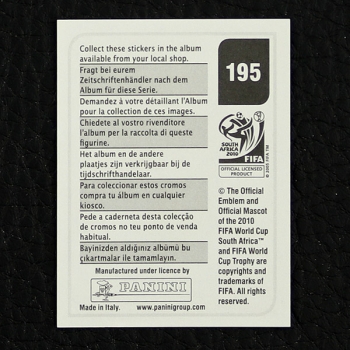 Collect these stickers in the album
available from your local shop.
Fragt bei eurem
Zeitschriftenhändler nach dem
Album für diese Serie.
Demandez à votre détaillant l'Album
pour la collection de ces images.
Chiedete al vostro rivenditore
l'album per la raccolta di queste
figurine.
Het album en de andere
plaatjes zijn verkrijgbaar bij de
tijdschrifthandelaar.
Para coleccionar estos cromos
compra tu álbum en cualquier
kiosco.
Pede a caderneta desta colecção
de cromos no teu ponto de venda
habitual.
Bayinizden aldığınız albümü bu
çıkartmalar ile tamamlayın.
Manufactured under licence by
PANINI
Made in Italy. www.paninigroup.com
195
SOUTH AFRICA
2010
FIFA
© 2005 FIFA TM
OFFICIAL LICENSED
PRODUCT
© The Official
Emblem and
Official Mascot
of the 2010
FIFA World Cup
South Africa™
and FIFA World
Cup Trophy are
copyrights and
trademarks of
FIFA. All rights
reserved.